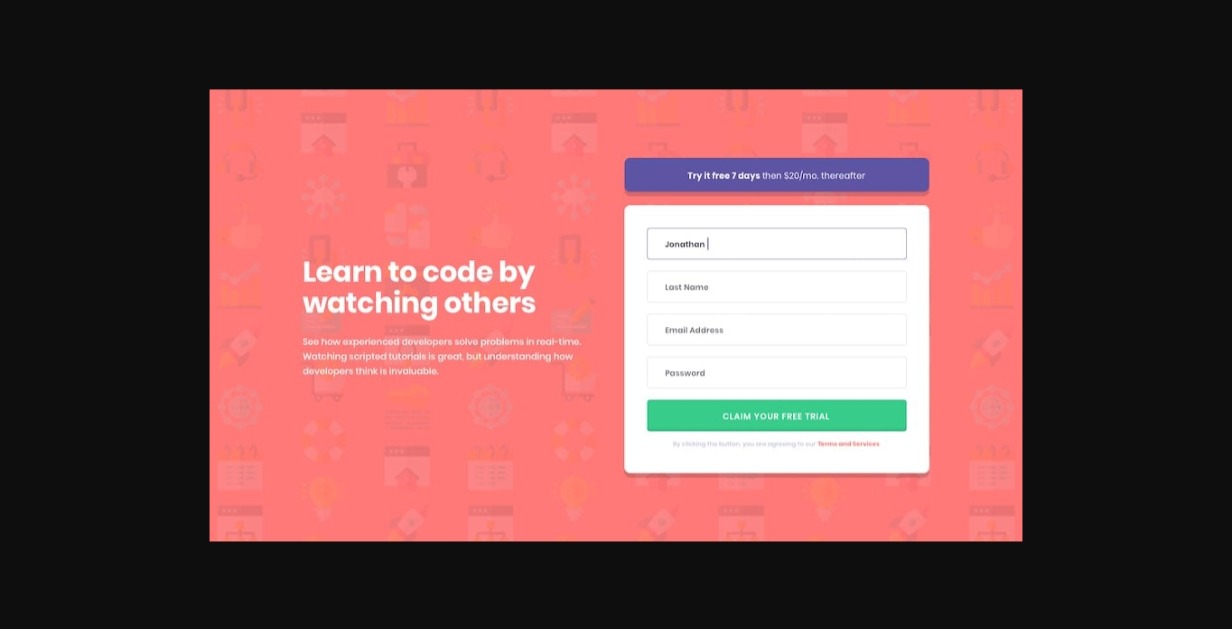 Try it free 7 days then $20/mo. thereafter
Learn to code by
watching others
See how experienced developers solve problems in real-time.
Watching scripted tutorials is great, but understanding how
developers think is invaluable.
Jonathan
Last Name
Email Address
Password
CLAIM YOUR FREE TRIAL
By clicking the button, you are agreeing to our Terms and Services